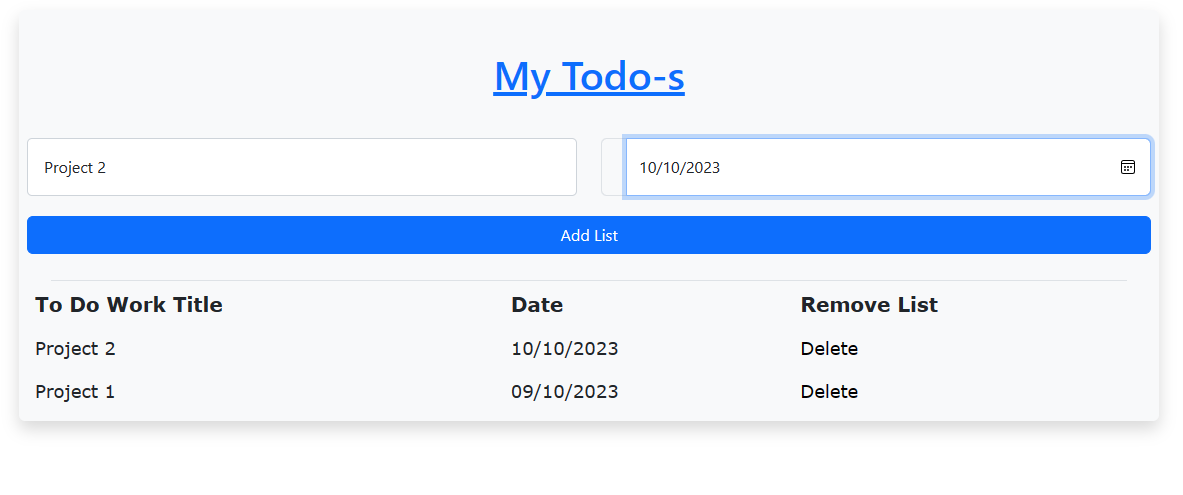 My Todo-s
Project 2 10/10/2023
Add List
To Do Work Title Date Remove List
Project 2 10/10/2023 Delete
Project 1 09/10/2023 Delete